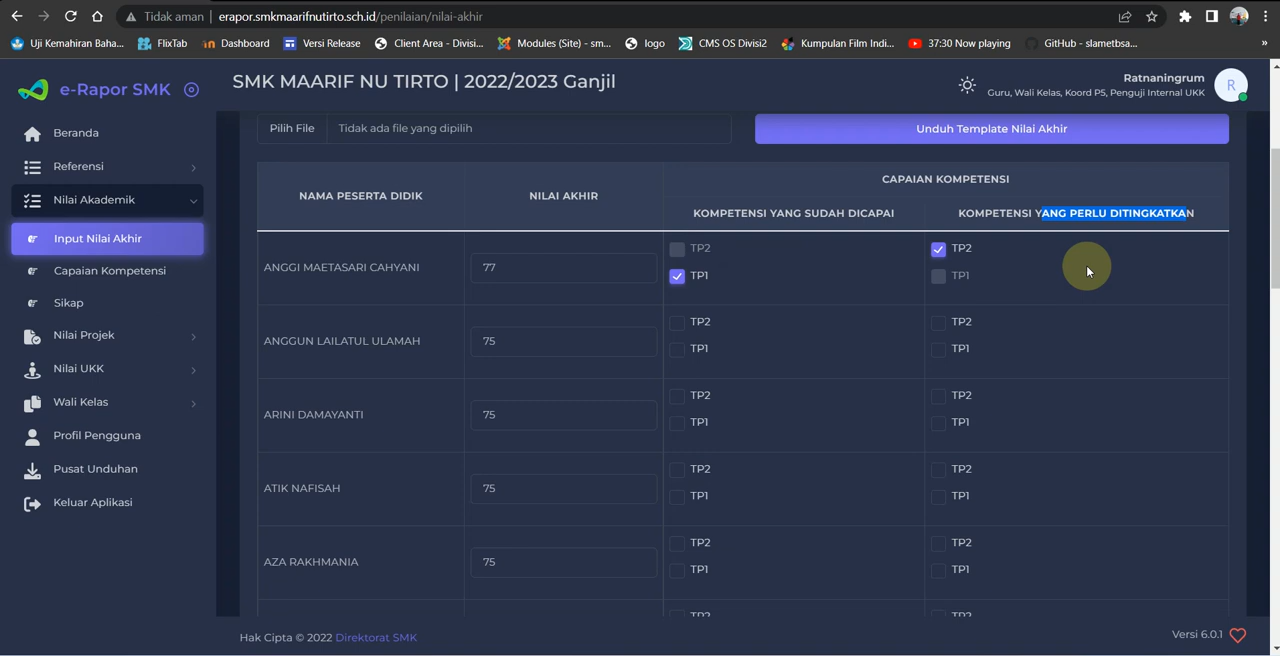 Tidak aman
erapor.smkmaarifnutirto.sch.id/penilaian/nilai-akhir
Uji Kemahiran Baha...
FlixTab
Dashboard
Versi Release
Client Area - Divisi...
Modules (Site) - sm...
logo
CMS OS Divisi2
Kumpulan Film Indi...
37:30 Now playing
GitHub - slametbsa...
»
e-Rapor SMK
SMK MAARIF NU TIRTO | 2022/2023 Ganjil
Ratnaningrum
Guru, Wali Kelas, Koord P5, Penguji Internal UKK
R
Beranda
Referensi
Nilai Akademik
Input Nilai Akhir
Capaian Kompetensi
Sikap
Nilai Projek
Nilai UKK
Wali Kelas
Profil Pengguna
Pusat Unduhan
Keluar Aplikasi
Pilih File Tidak ada file yang dipilih
Unduh Template Nilai Akhir
NAMA PESERTA DIDIK NILAI AKHIR CAPAIAN KOMPETENSI
KOMPETENSI YANG SUDAH DICAPAI KOMPETENSI YANG PERLU DITINGKATKAN
ANGGI MAETASARI CAHYANI 77
TP2 TP2
TP1 TP1
ANGGUN LAILATUL ULAMAH 75
TP2 TP2
TP1 TP1
ARINI DAMAYANTI 75
TP2 TP2
TP1 TP1
ATIK NAFISAH 75
TP2 TP2
TP1 TP1
AZA RAKHMANIA 75
TP2 TP2
TP1 TP1
TP2 TP2
Hak Cipta © 2022 Direktorat SMK
Versi 6.0.1